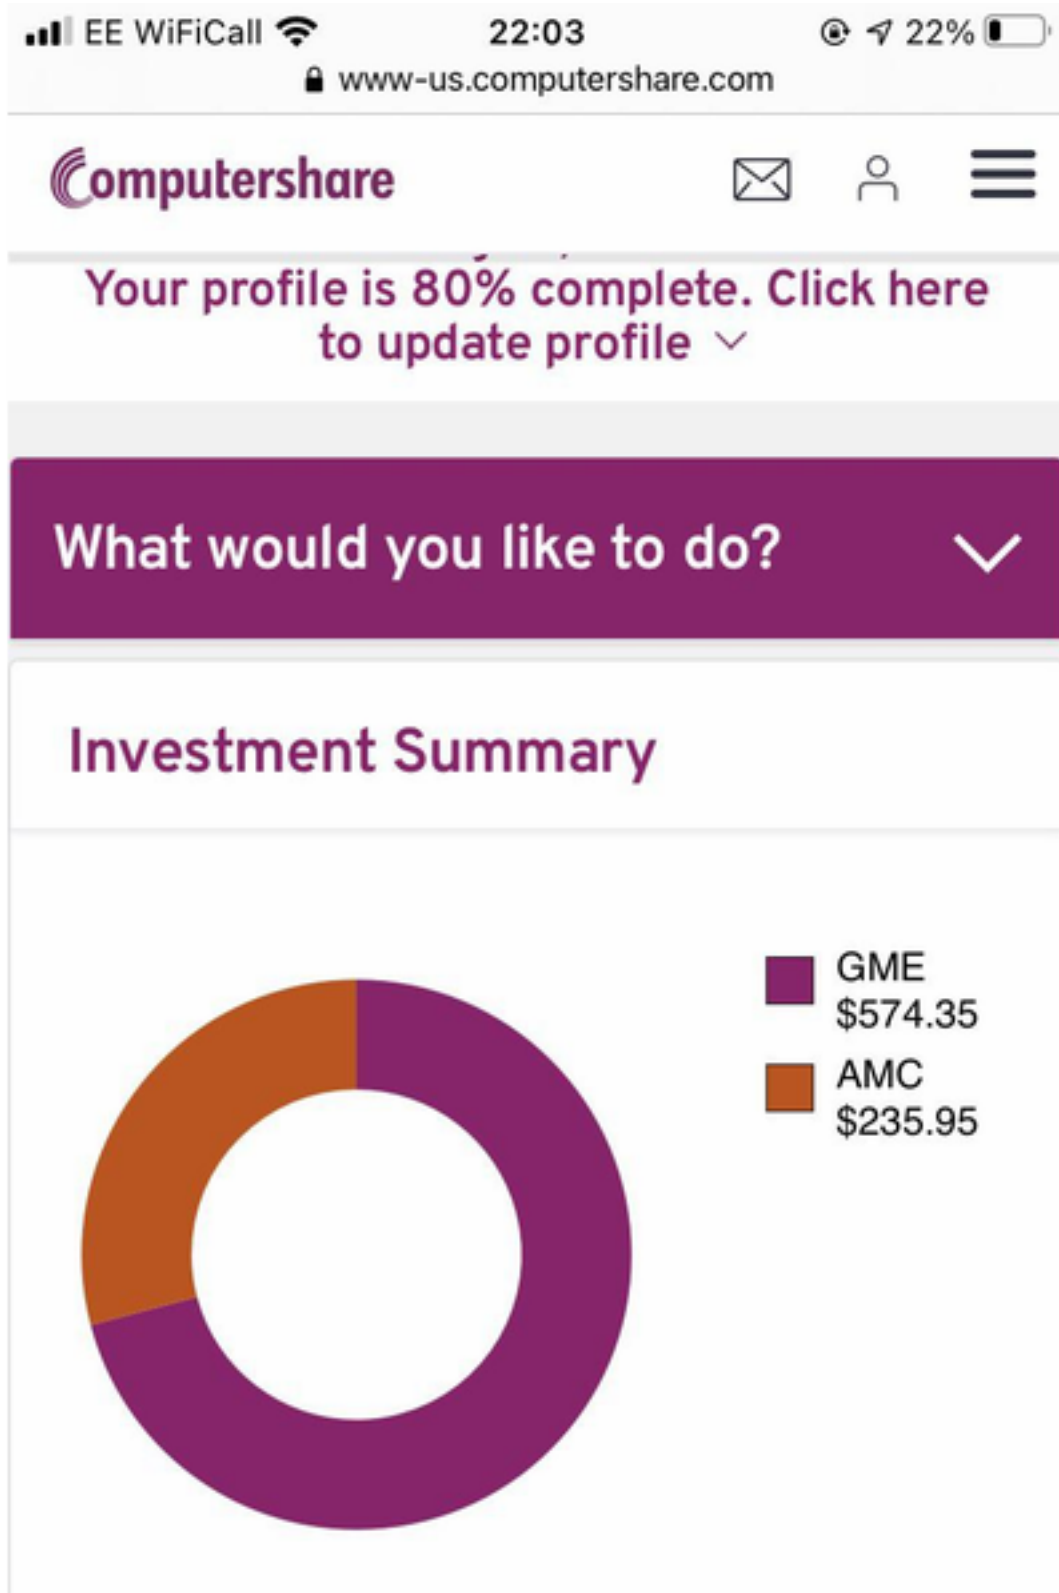 EE WiFiCall 22:03 22%
www-us.computershare.com
Computershare
Your profile is 80% complete. Click here
to update profile
What would you like to do?
Investment Summary
GME
$574.35
AMC
$235.95